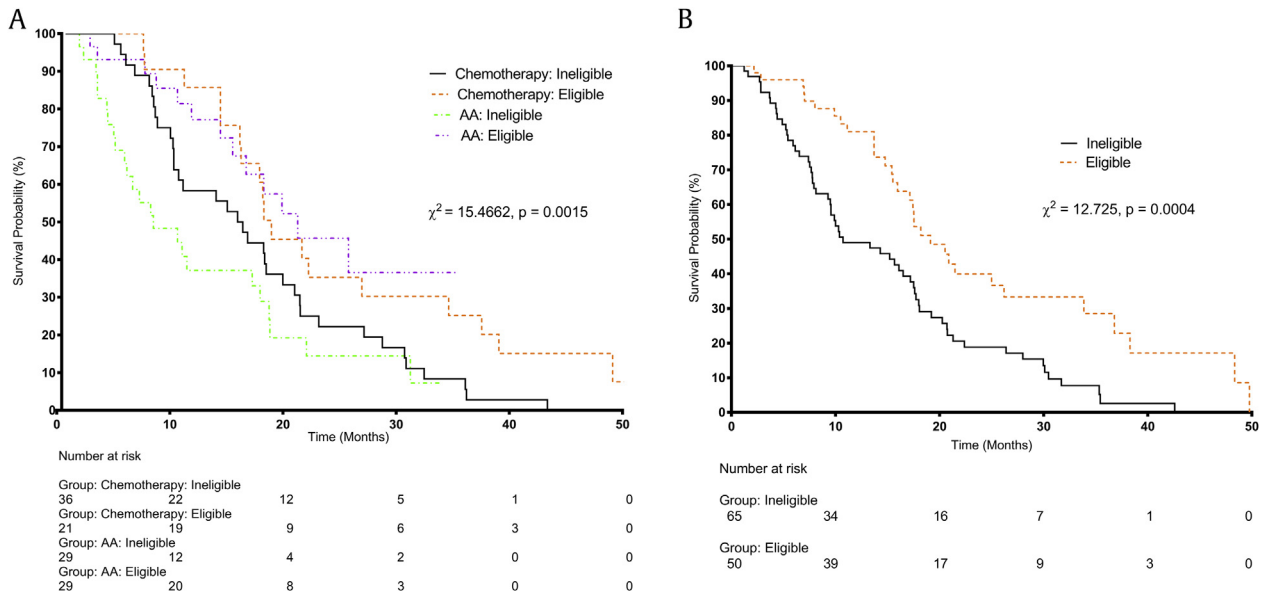 A
100
90
80
70
60
50
40
30
20
10
0
Survival Probability (%)
0 10 20 30 40 50
Time (Months)
Chemotherapy: Ineligible
Chemotherapy: Eligible
AA: Ineligible
AA: Eligible
χ² = 15.4662, p = 0.0015
Number at risk
Group: Chemotherapy: Ineligible
36 22 12 5 1 0
Group: Chemotherapy: Eligible
21 19 9 6 3 0
Group: AA: Ineligible
29 12 4 2 0 0
Group: AA: Eligible
29 20 8 3 0 0
B
100
90
80
70
60
50
40
30
20
10
0
Survival Probability (%)
0 10 20 30 40 50
Time (Months)
Ineligible
Eligible
χ² = 12.725, p = 0.0004
Number at risk
Group: Ineligible
65 34 16 7 1 0
Group: Eligible
50 39 17 9 3 0